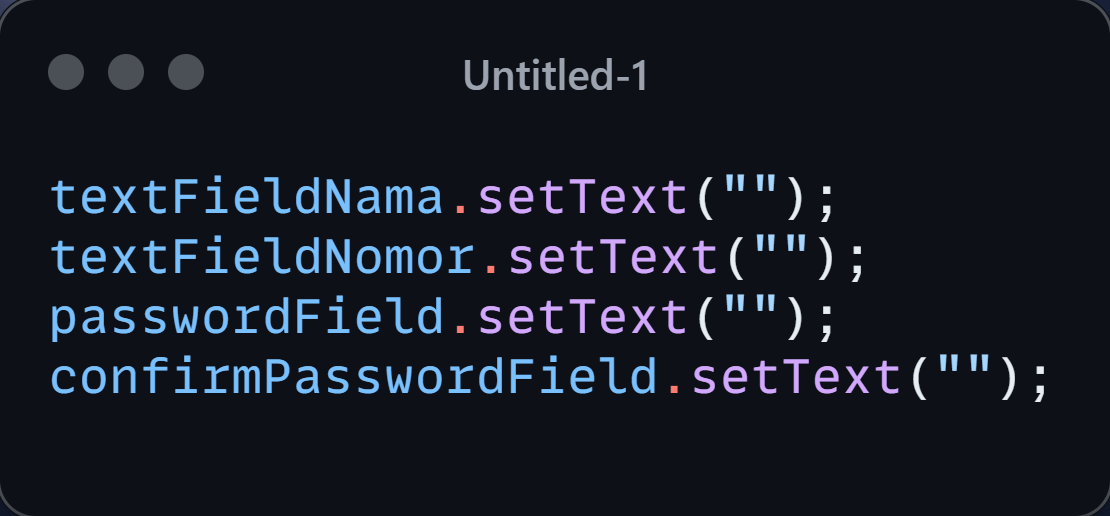 Untitled-1
textFieldNama.setText("");
textFieldNomor.setText("");
passwordField.setText("");
confirmPasswordField.setText("");